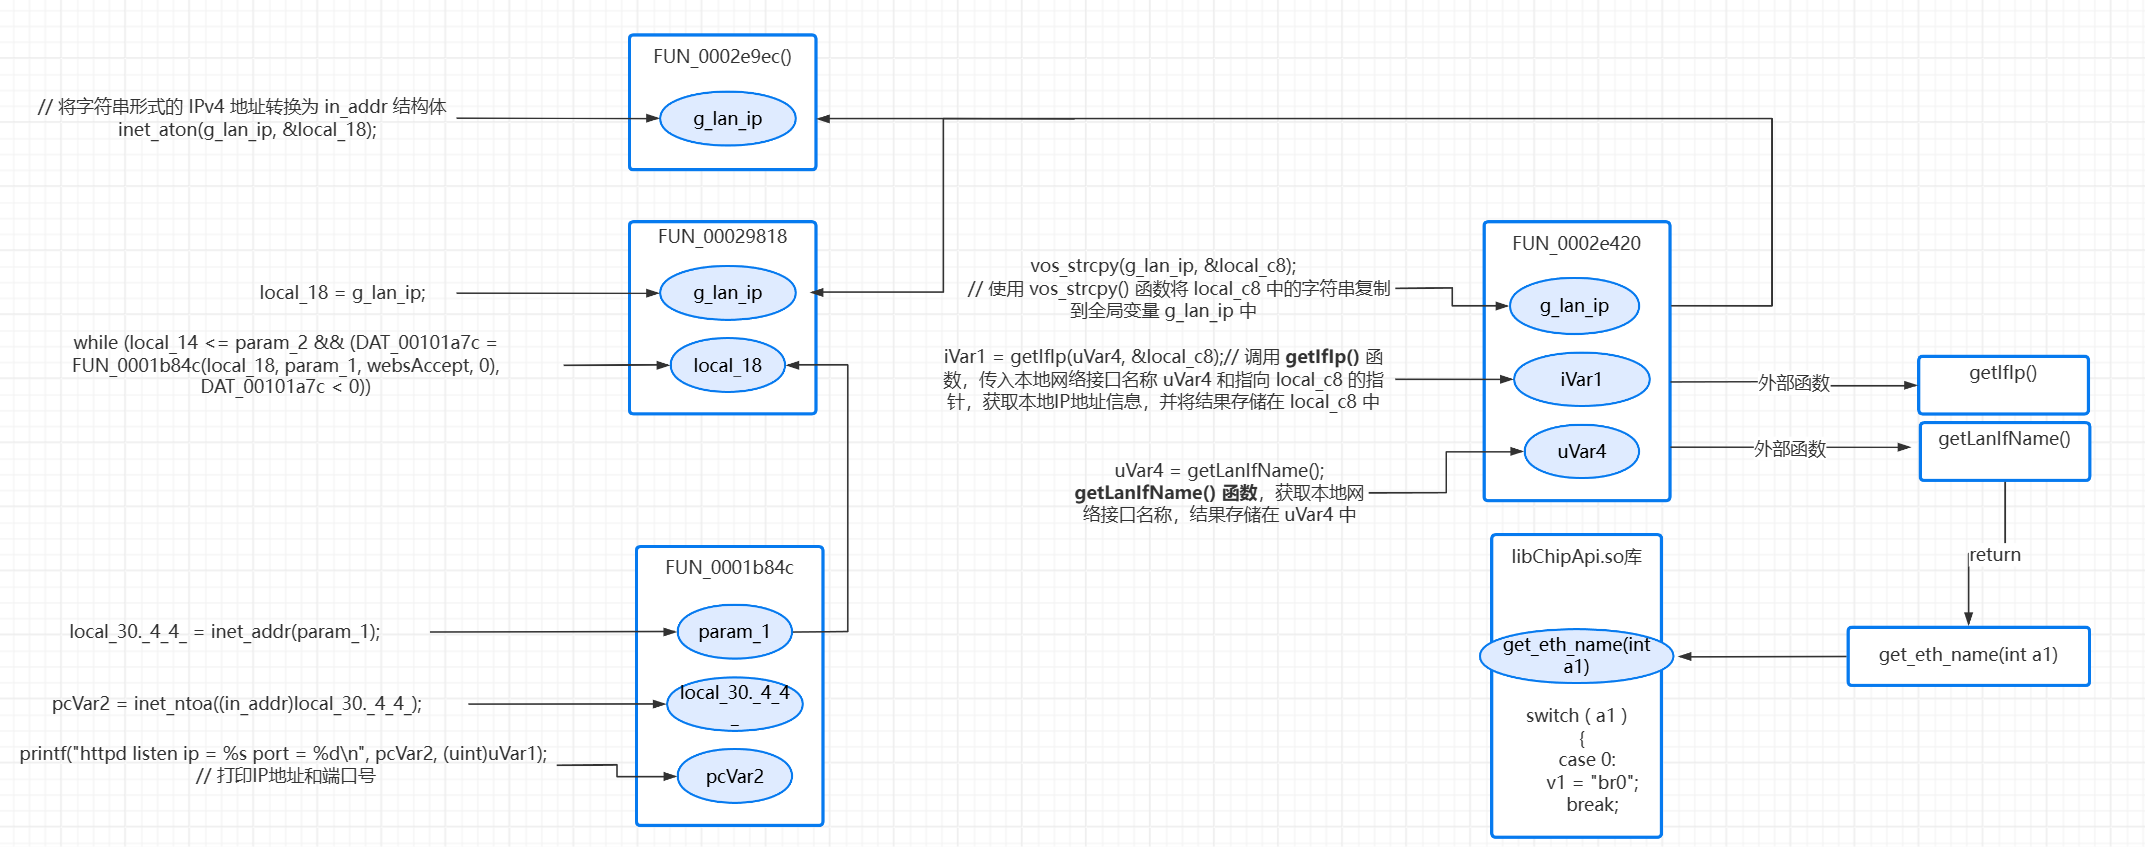 FUN_0002e9ec()
// 将字符串形式的 IPv4 地址转换为 in_addr 结构体
inet_aton(g_lan_ip, &local_18);
g_lan_ip
FUN_00029818
local_18 = g_lan_ip;
g_lan_ip
while (local_14 <= param_2 && (DAT_00101a7c =
FUN_0001b84c(local_18, param_1, websAccept, 0),
DAT_00101a7c < 0))
local_18
FUN_0001b84c
local_30._4_4_ = inet_addr(param_1);
param_1
pcVar2 = inet_ntoa((in_addr)local_30._4_4_);
local_30._4_4
_
printf("httpd listen ip = %s port = %d\n", pcVar2, (uint)uVar1);
// 打印IP地址和端口号
pcVar2
FUN_0002e420
vos_strcpy(g_lan_ip, &local_c8);
// 使用 vos_strcpy() 函数将 local_c8 中的字符串复制
到全局变量 g_lan_ip 中
g_lan_ip
iVar1 = getIfIp(uVar4, &local_c8);// 调用 getIfIp() 函
数，传入本地网络接口名称 uVar4 和指向 local_c8 的指
针，获取本地IP地址信息，并将结果存储在 local_c8 中
iVar1
外部函数
getIfIp()
uVar4 = getLanIfName();
getLanIfName() 函数，获取本地网
络接口名称，结果存储在 uVar4 中
uVar4
外部函数
getLanIfName()
return
get_eth_name(int a1)
libChipApi.so库
get_eth_name(int
a1)
switch ( a1 )
{
case 0:
v1 = "br0";
break;